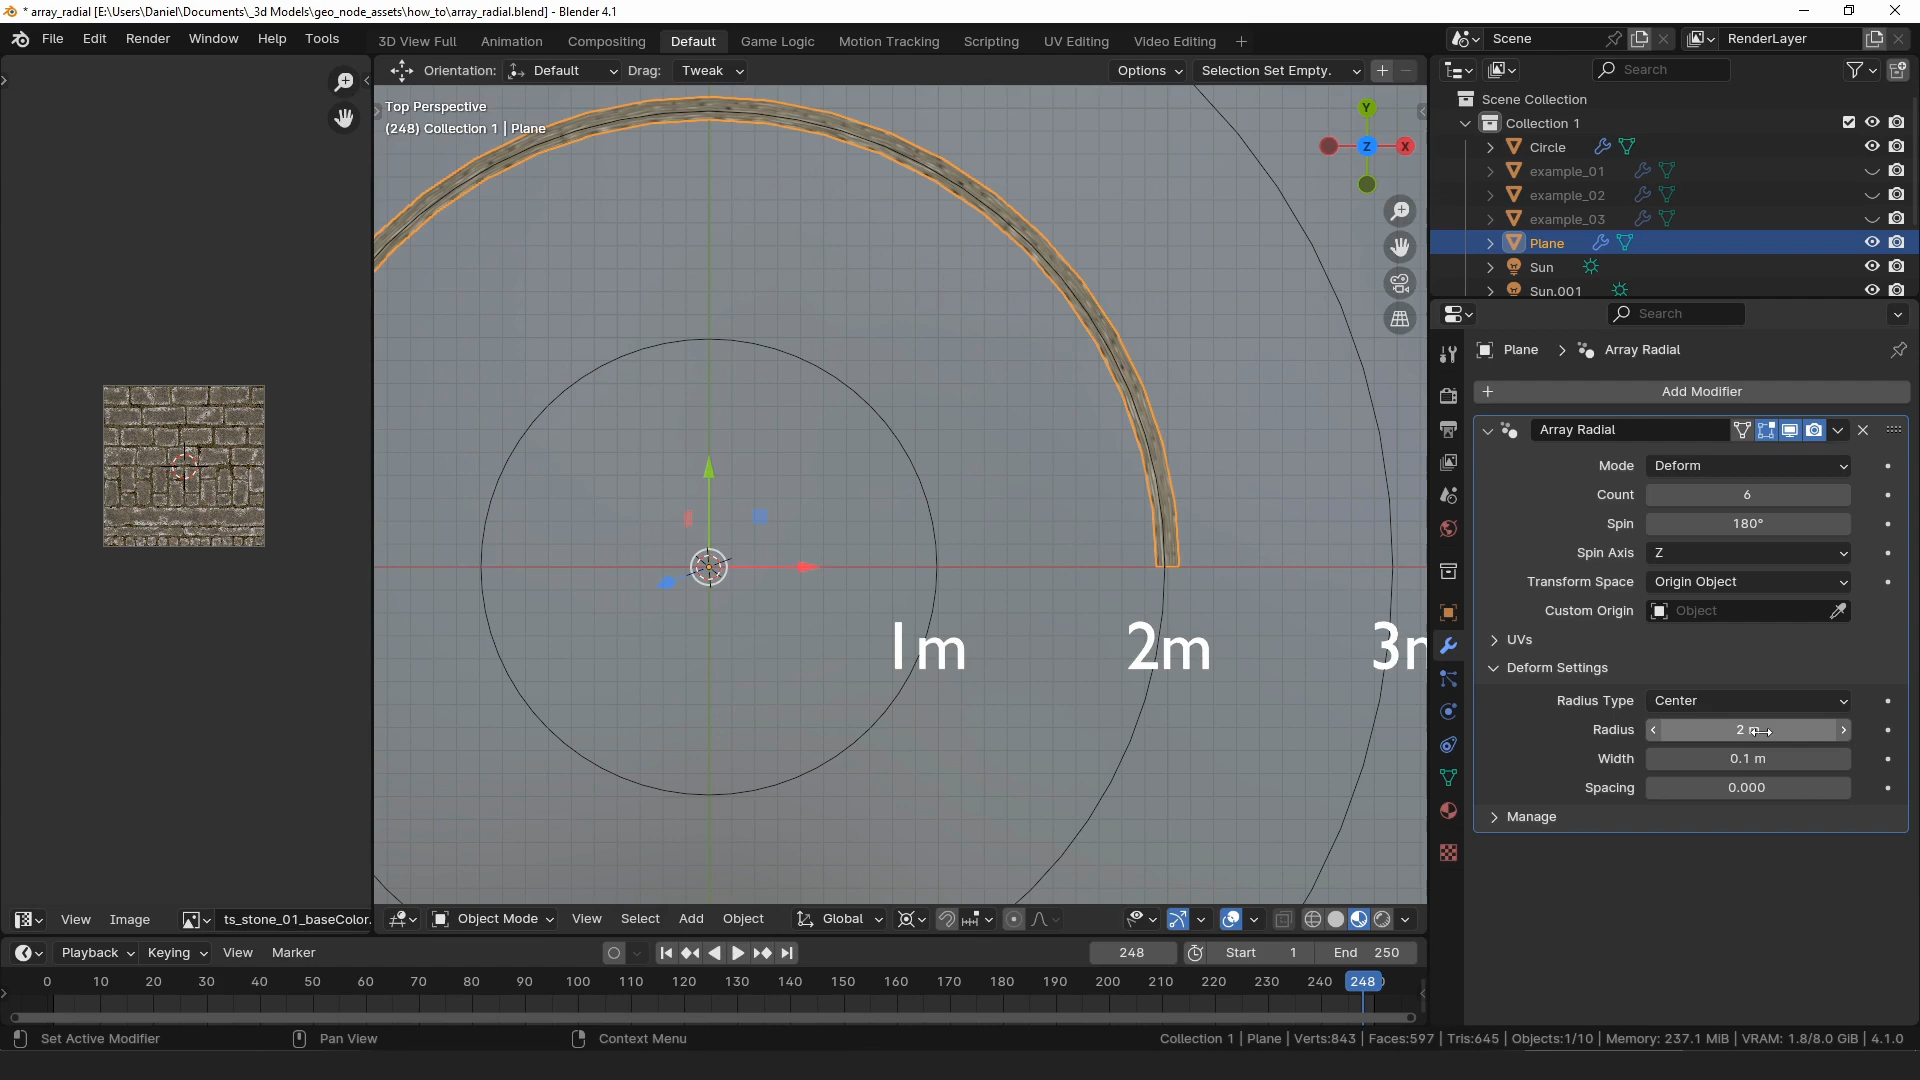 * array_radial [E:\Users\Daniel\Documents\_3d Models\geo_node_assets\how_to\array_radial.blend] - Blender 4.1
File Edit Render Window Help Tools
3D View Full Animation Compositing Default Game Logic Motion Tracking Scripting UV Editing Video Editing +
Scene
RenderLayer
Orientation: Default Drag: Tweak
Options Selection Set Empty.
Search
Top Perspective
(248) Collection 1 | Plane
Y
X
Z
1m 2m
Scene Collection
Collection 1
Circle
example_01
example_02
example_03
Plane
Sun
Sun.001
Search
Plane > Array Radial
+ Add Modifier
Array Radial
Mode Deform
Count 6
Spin 180°
Spin Axis Z
Transform Space Origin Object
Custom Origin Object
UVs
Deform Settings
Radius Type Center
Radius 2
Width 0.1 m
Spacing 0.000
Manage
View Image ts_stone_01_baseColor.
Object Mode View Select Add Object Global
Playback Keying View Marker
248 Start 1 End 250
0 10 20 30 40 50 60 70 80 90 100 110 120 130 140 150 160 170 180 190 200 210 220 230 240 248
Set Active Modifier Pan View Context Menu
Collection 1 | Plane | Verts:843 | Faces:597 | Tris:645 | Objects:1/10 | Memory: 237.1 MiB | VRAM: 1.8/8.0 GiB | 4.1.0